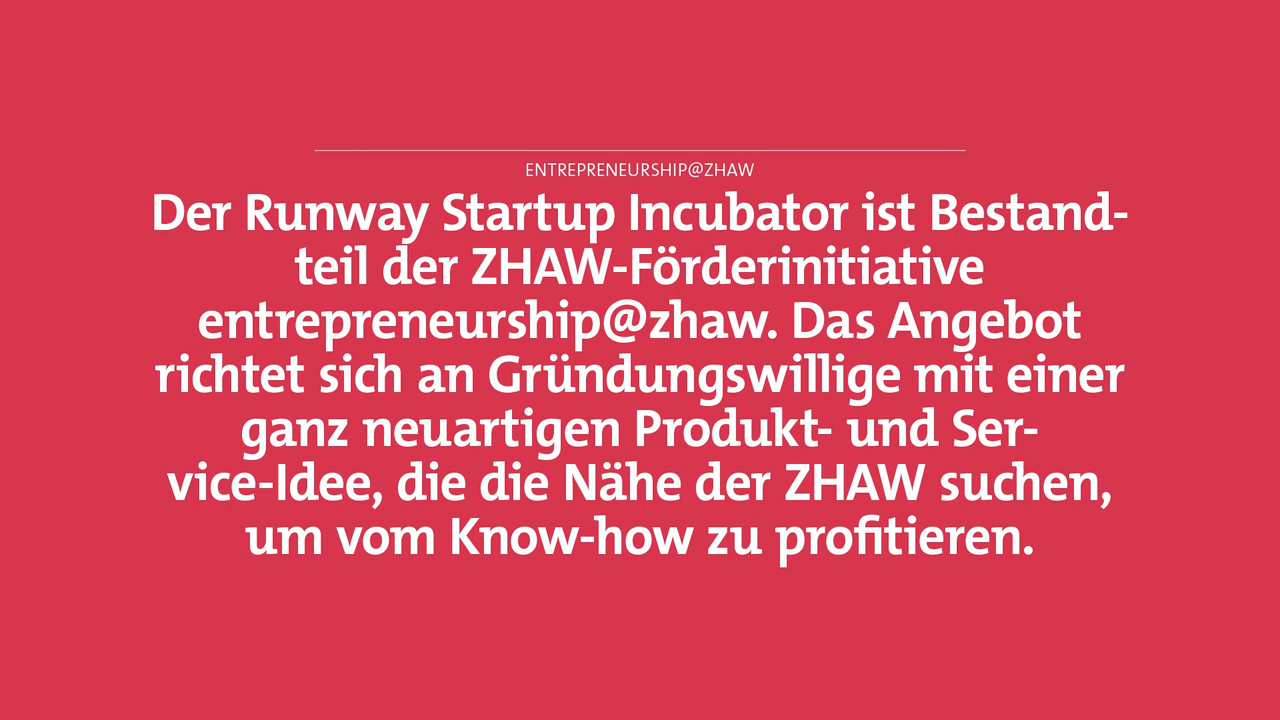 ENTREPRENEURSHIP@ZHAW
Der Runway Startup Incubator ist Bestand-
teil der ZHAW-Förderinitiative
entrepreneurship@zhaw. Das Angebot
richtet sich an Gründungswillige mit einer
ganz neuartigen Produkt- und Ser-
vice-Idee, die die Nähe der ZHAW suchen,
um vom Know-how zu profitieren.